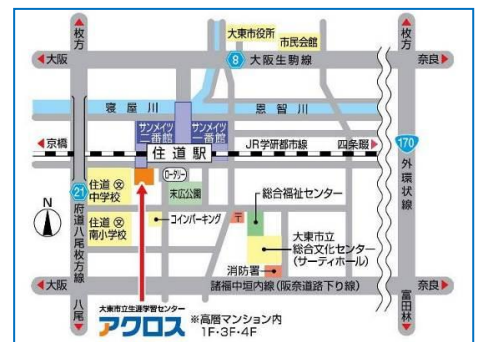 枚方
大東市役所
市民会館
枚方
大阪
8
大阪生駒線
奈良
寝屋川
恩智川
サンメイツ
二番館
サンメイツ
一番館
京橋
住道駅
JR学研都市線
四条畷
170
外環状線
ロータリー
住道
中学校
末広公園
21
府道八尾枚方線
総合福祉センター
N
住道
南小学校
コインパーキング
〒
大東市立
総合文化センター
(サーティホール)
消防署
大阪
諸福中垣内線(阪奈道路下り線)
奈良
八尾
富田林
大東市立生涯学習センター
アクロス
※高層マンション内
1F・3F・4F